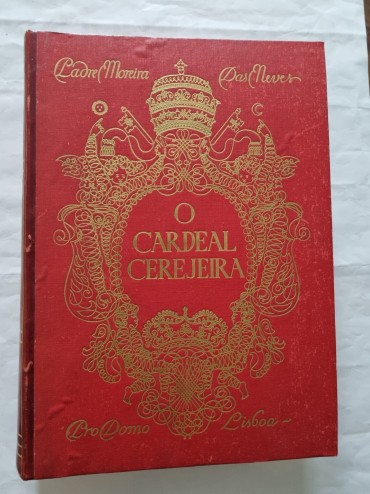 Padre Moreira Das Neves
O
CARDEAL
CEREJEIRA
Pro Domo Lisboa